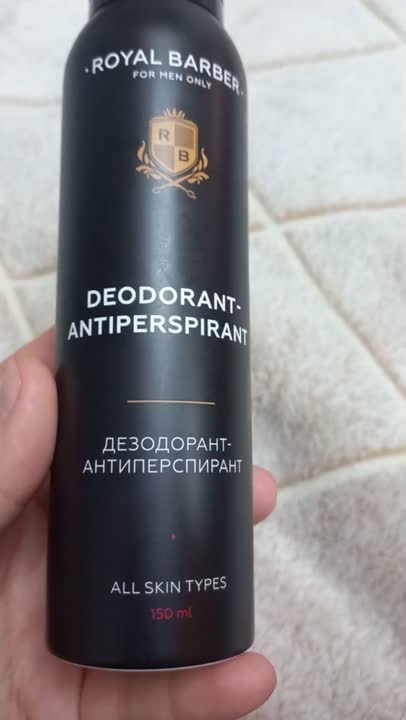 ·ROYAL BARBER·
FOR MEN ONLY
R
B
DEODORANT-
ANTIPERSPIRANT
ДЕЗОДОРАНТ-
АНТИПЕРСПИРАНТ
ALL SKIN TYPES
150 ml